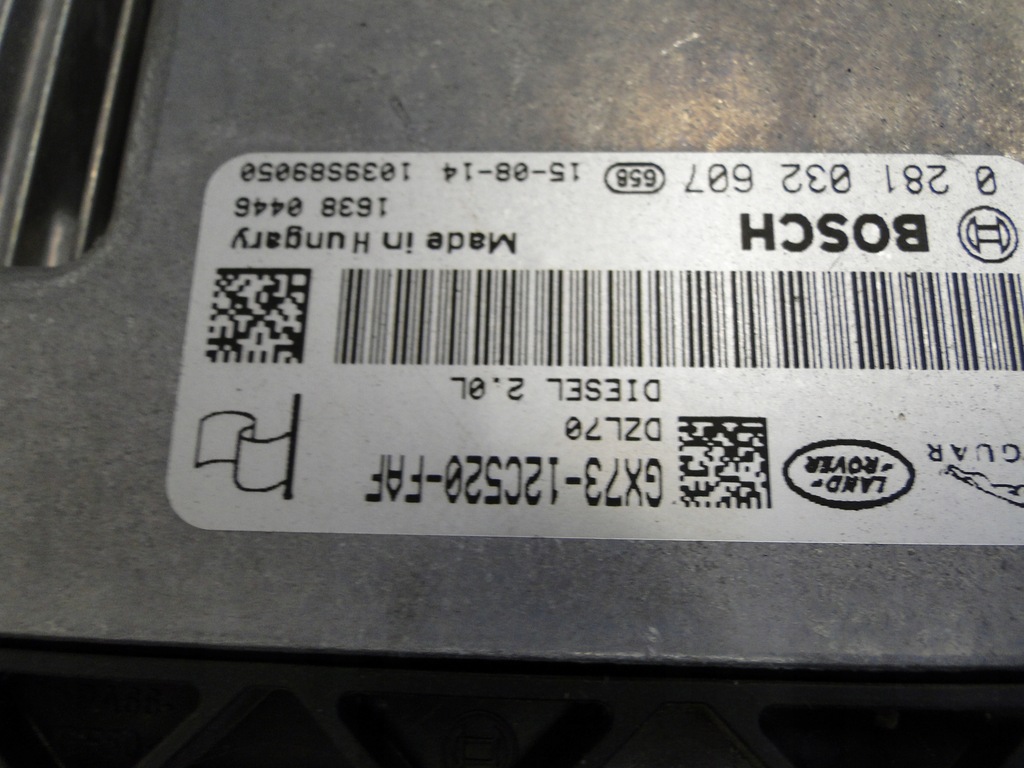 GUAR
LAND-
-ROVER
GX73-12C520-FAF
DZL70
DIESEL 2.0L
BOSCH
Made in Hungary
1638 0446
0 281 032 607 658 15-08-14 1039S89050